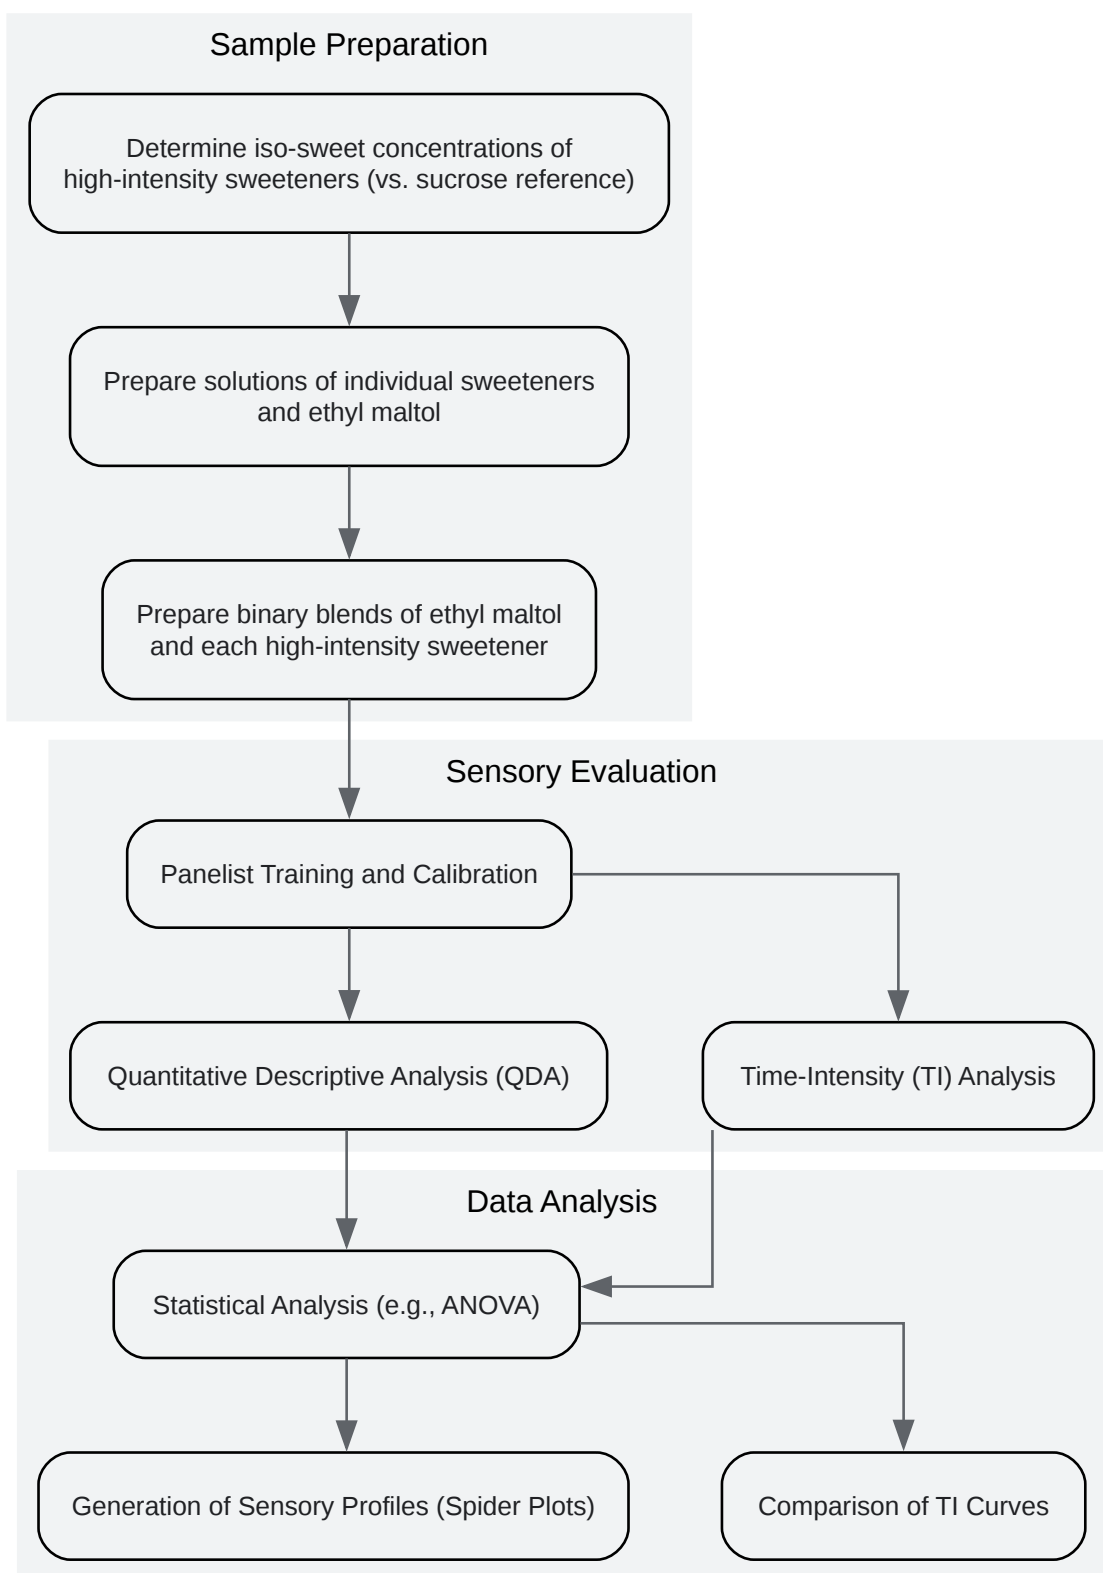 Sample Preparation
Determine iso-sweet concentrations of
high-intensity sweeteners (vs. sucrose reference)
Prepare solutions of individual sweeteners
and ethyl maltol
Prepare binary blends of ethyl maltol
and each high-intensity sweetener
Sensory Evaluation
Panelist Training and Calibration
Quantitative Descriptive Analysis (QDA)
Time-Intensity (TI) Analysis
Data Analysis
Statistical Analysis (e.g., ANOVA)
Generation of Sensory Profiles (Spider Plots)
Comparison of TI Curves